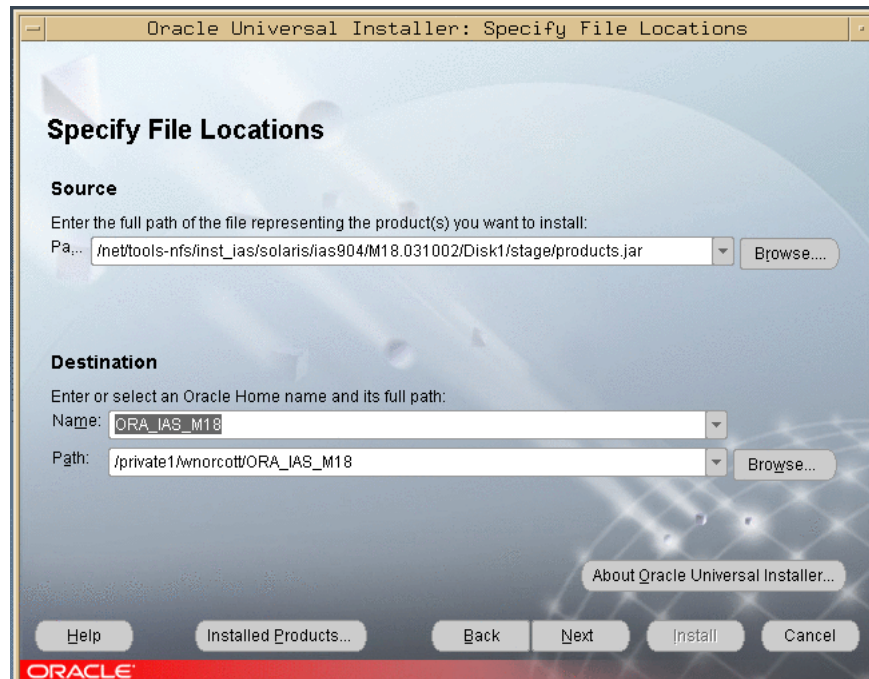 Oracle Universal Installer: Specify File Locations
Specify File Locations
Source
Enter the full path of the file representing the product(s) you want to install:
Pa... /net/tools-nfs/inst_ias/solaris/ias904/M18.031002/Disk1/stage/products.jar Browse....
Destination
Enter or select an Oracle Home name and its full path:
Name: ORA_IAS_M18
Path: /private1/wnorcott/ORA_IAS_M18 Browse...
About Oracle Universal Installer...
Help Installed Products... Back Next Install Cancel
ORACLE